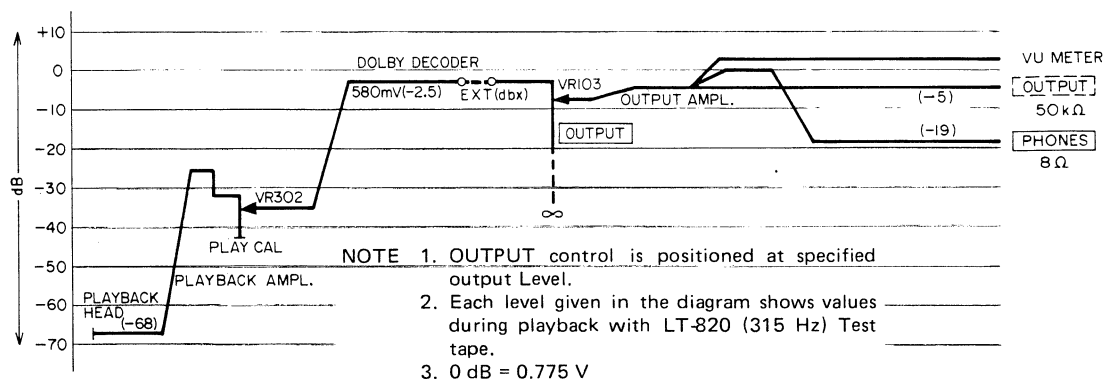 +10
0
-10
-20
-30
-40
-50
-60
-70
dB
PLAYBACK
HEAD
(-68)
PLAYBACK AMPL.
PLAY CAL
VR302
DOLBY DECODER
580mV(-2.5)
EXT(dbx)
VR103
OUTPUT
∞
OUTPUT AMPL.
(-5)
(-19)
VU METER
OUTPUT
50kΩ
PHONES
8Ω
NOTE 1. OUTPUT control is positioned at specified
output Level.
2. Each level given in the diagram shows values
during playback with LT-820 (315 Hz) Test
tape.
3. 0 dB = 0.775 V